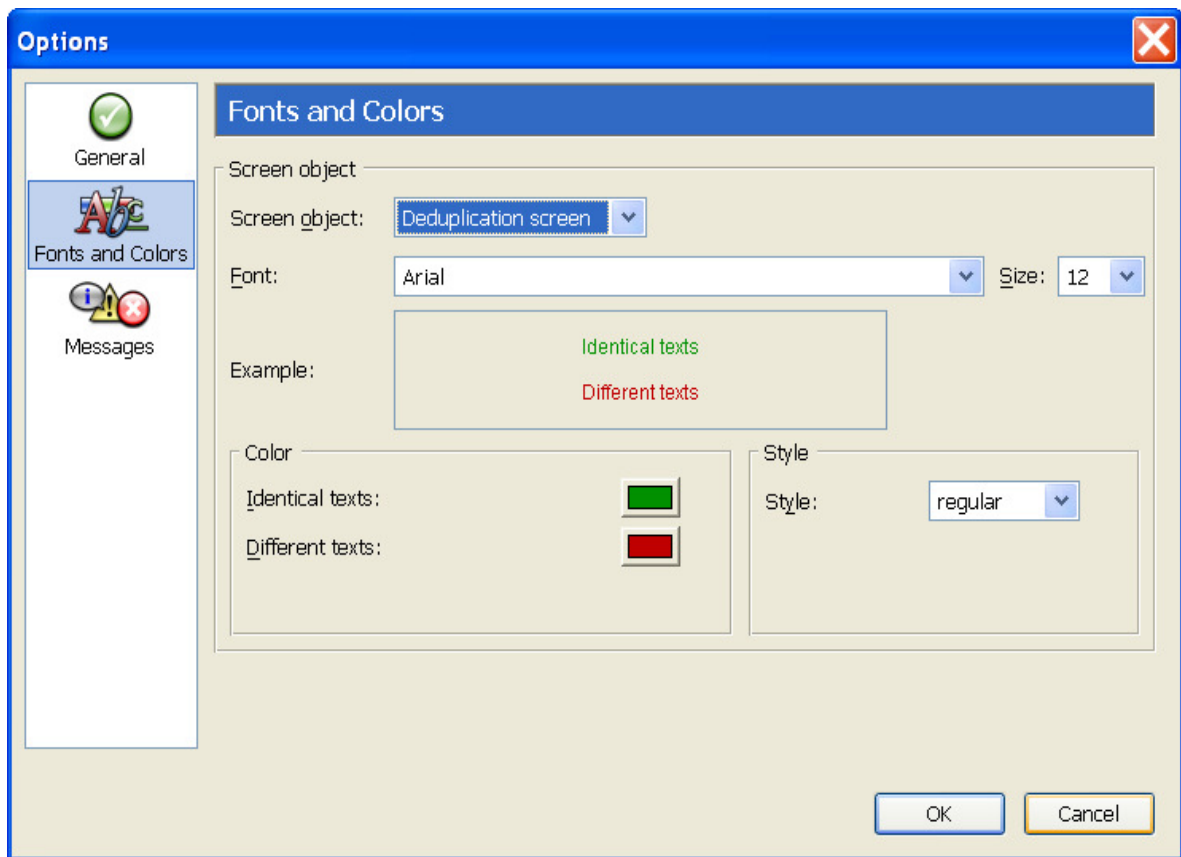 Options
General
Fonts and Colors
Messages
Fonts and Colors
Screen object
Screen object: Deduplication screen
Font: Arial Size: 12
Example:
Identical texts
Different texts
Color
Identical texts:
Different texts:
Style
Style: regular
OK Cancel